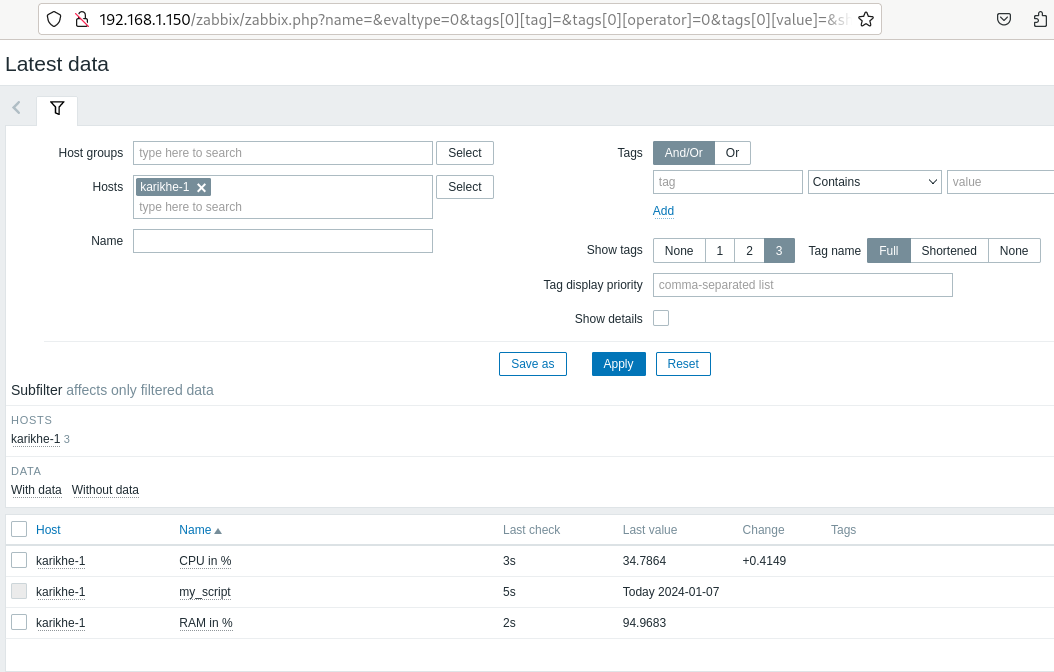 192.168.1.150/zabbix/zabbix.php?name=&evaltype=0&tags[0][tag]=&tags[0][operator]=0&tags[0][value]=&sh
Latest data
Host groups type here to search Select Tags And/Or Or
Hosts karikhe-1 Select tag Contains value
type here to search
Add
Name
Show tags None 1 2 3 Tag name Full Shortened None
Tag display priority comma-separated list
Show details
Save as Apply Reset
Subfilter affects only filtered data
HOSTS
karikhe-1 3
DATA
With data Without data
Host Name Last check Last value Change Tags
karikhe-1 CPU in % 3s 34.7864 +0.4149
karikhe-1 my_script 5s Today 2024-01-07
karikhe-1 RAM in % 2s 94.9683